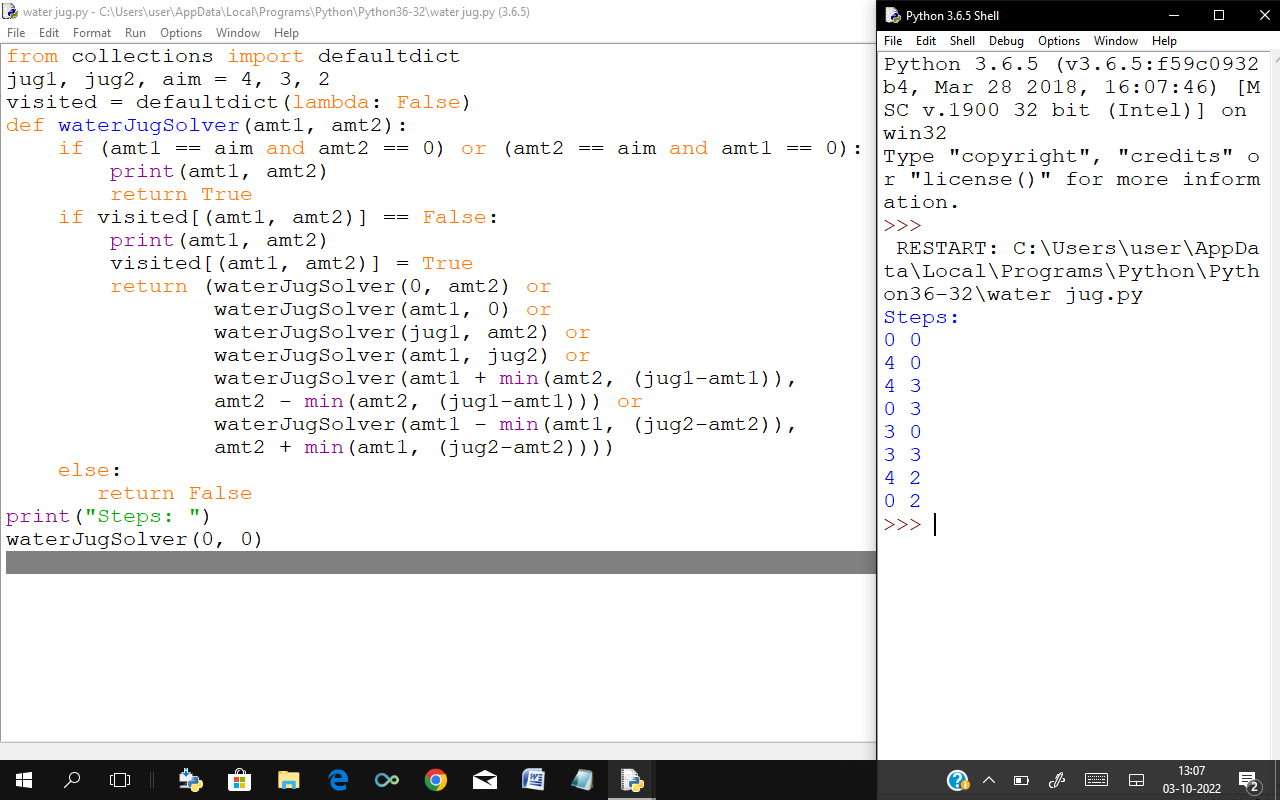 water jug.py - C:\Users\user\AppData\Local\Programs\Python\Python36-32\water jug.py (3.6.5)
File Edit Format Run Options Window Help
from collections import defaultdict
jug1, jug2, aim = 4, 3, 2
visited = defaultdict(lambda: False)
def waterJugSolver(amt1, amt2):
    if (amt1 == aim and amt2 == 0) or (amt2 == aim and amt1 == 0):
        print(amt1, amt2)
        return True
    if visited[(amt1, amt2)] == False:
        print(amt1, amt2)
        visited[(amt1, amt2)] = True
        return (waterJugSolver(0, amt2) or
                waterJugSolver(amt1, 0) or
                waterJugSolver(jug1, amt2) or
                waterJugSolver(amt1, jug2) or
                waterJugSolver(amt1 + min(amt2, (jug1-amt1)),
                amt2 - min(amt2, (jug1-amt1))) or
                waterJugSolver(amt1 - min(amt1, (jug2-amt2)),
                amt2 + min(amt1, (jug2-amt2))))
    else:
       return False
print("Steps: ")
waterJugSolver(0, 0)
Python 3.6.5 Shell
File Edit Shell Debug Options Window Help
Python 3.6.5 (v3.6.5:f59c0932
b4, Mar 28 2018, 16:07:46) [M
SC v.1900 32 bit (Intel)] on
win32
Type "copyright", "credits" o
r "license()" for more inform
ation.
>>>
 RESTART: C:\Users\user\AppDa
ta\Local\Programs\Python\Pyth
on36-32\water jug.py
Steps:
0 0
4 0
4 3
0 3
3 0
3 3
4 2
0 2
>>>
13:07
03-10-2022
2